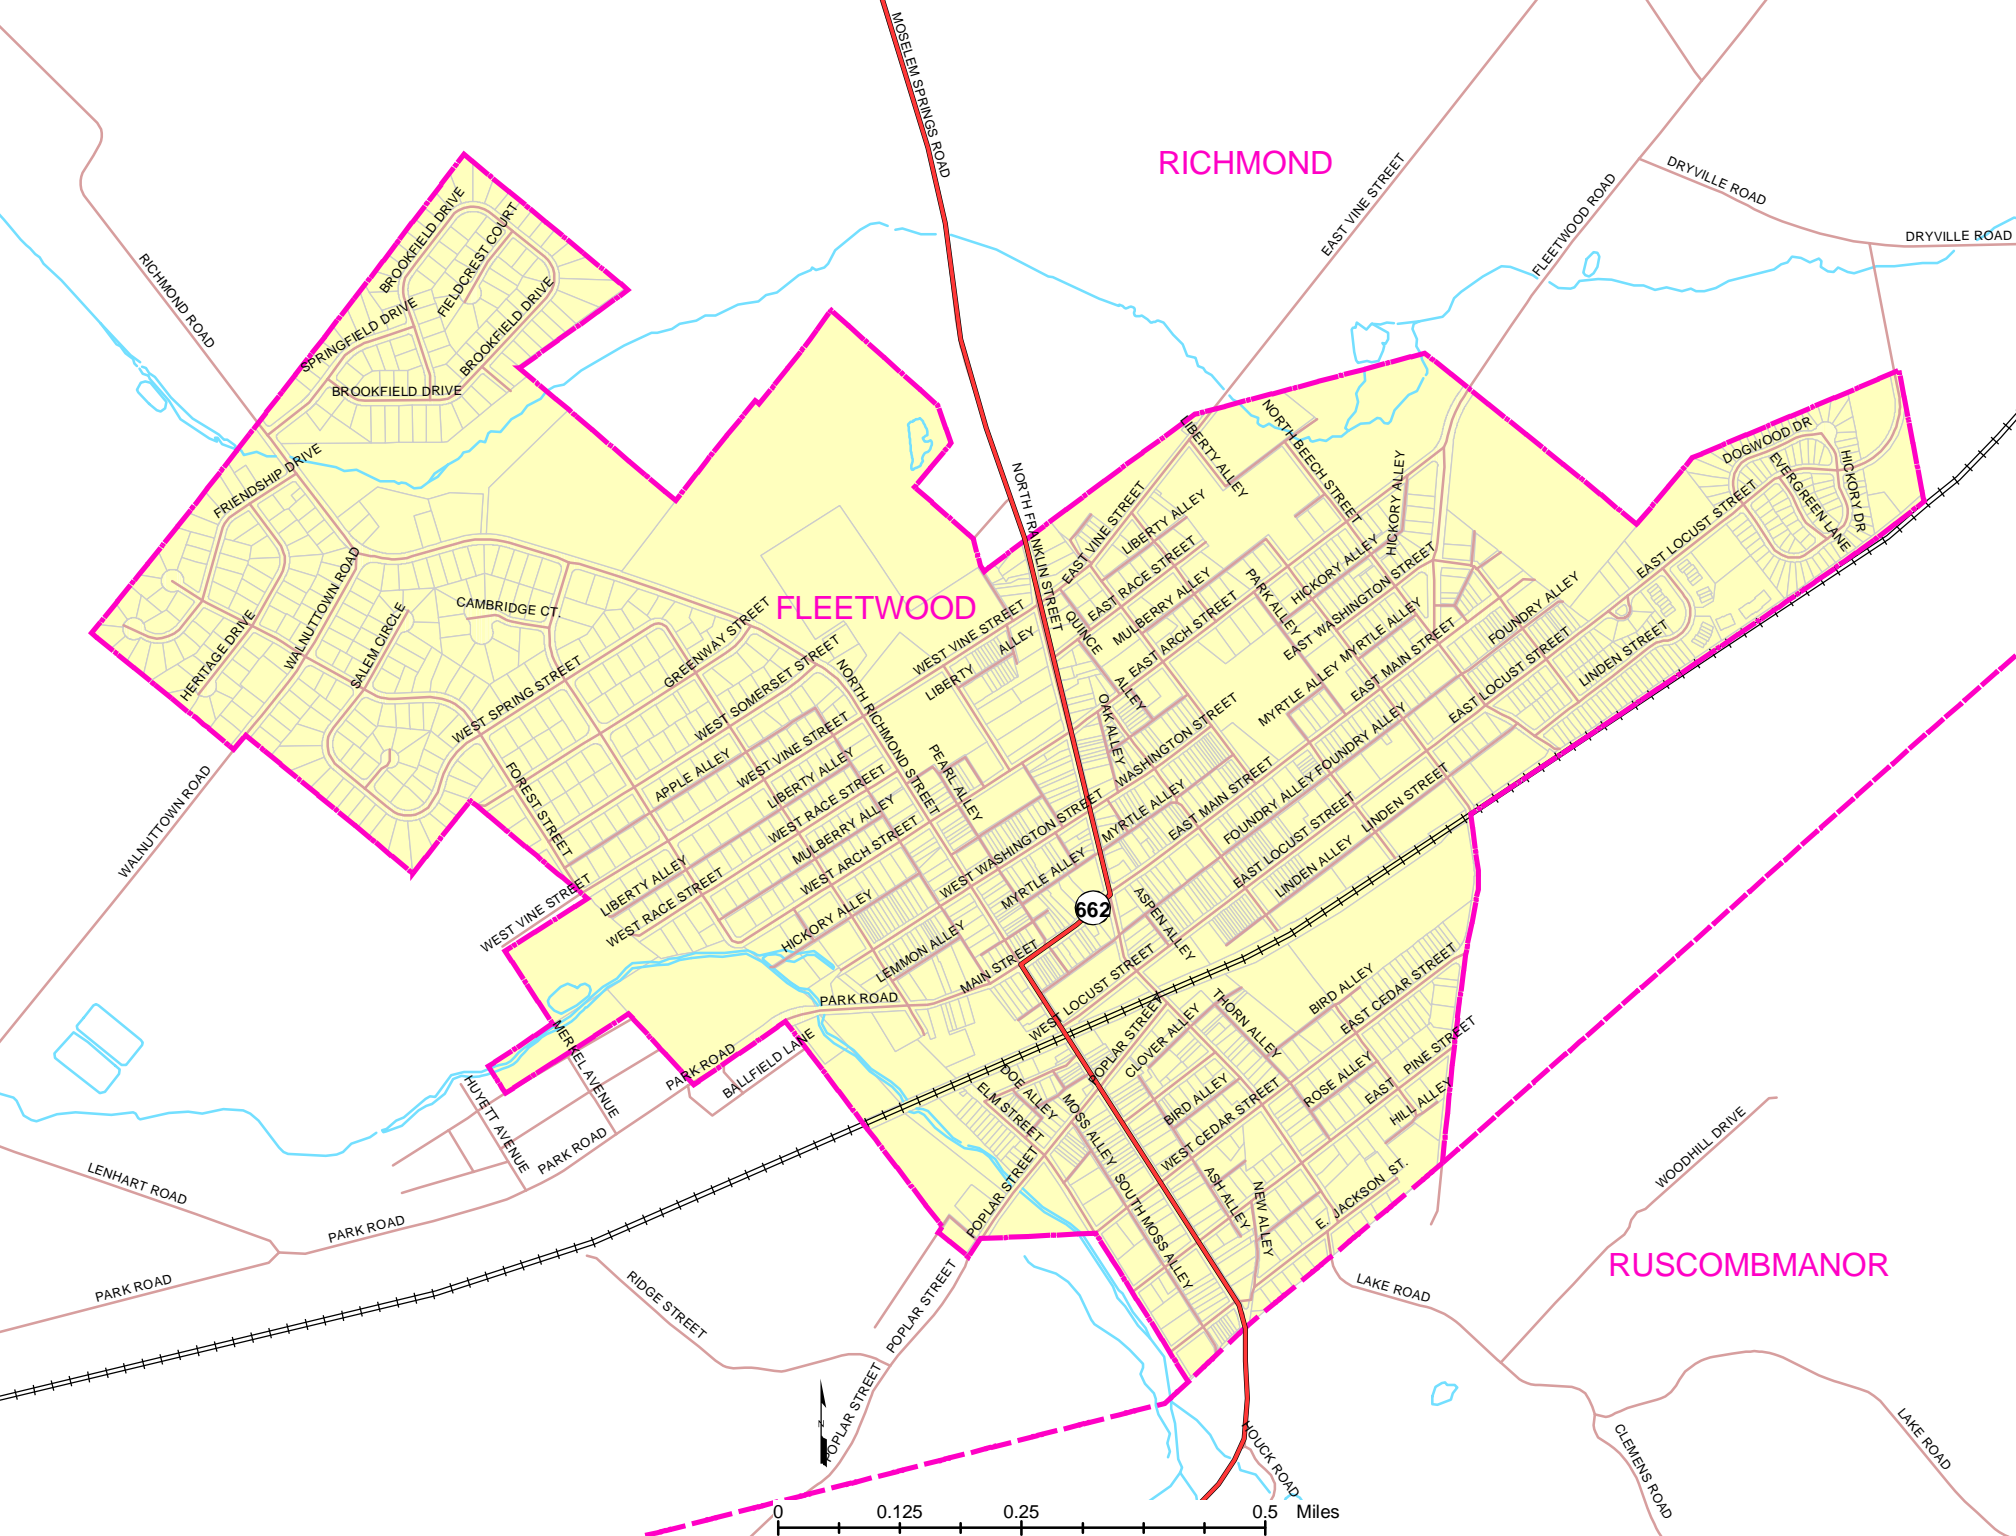 MOSELEM SPRINGS ROAD
RICHMOND
EAST VINE STREET
FLEETWOOD ROAD
DRYVILLE ROAD
DRYVILLE ROAD
RICHMOND ROAD
BROOKFIELD DRIVE
FIELDCREST COURT
SPRINGFIELD DRIVE
BROOKFIELD DRIVE
BROOKFIELD DRIVE
FRIENDSHIP DRIVE
HERITAGE DRIVE
WALNUTTOWN ROAD
SALEM CIRCLE
CAMBRIDGE CT.
WEST SPRING STREET
GREENWAY STREET
WEST SOMERSET STREET
FLEETWOOD
NORTH FRANKLIN STREET
WEST VINE STREET
LIBERTY
ALLEY
QUINCE
ALLEY
EAST VINE STREET
LIBERTY ALLEY
LIBERTY ALLEY
NORTH BEECH STREET
HICKORY ALLEY
EAST RACE STREET
MULBERRY ALLEY
EAST ARCH STREET
PARK ALLEY
HICKORY ALLEY
EAST WASHINGTON STREET
MYRTLE ALLEY
MYRTLE ALLEY
EAST MAIN STREET
FOUNDRY ALLEY
EAST LOCUST STREET
LINDEN STREET
EAST LOCUST STREET
DOGWOOD DR
EVERGREEN LANE
HICKORY DR
WALNUTTOWN ROAD
FOREST STREET
APPLE ALLEY
WEST VINE STREET
LIBERTY ALLEY
WEST RACE STREET
MULBERRY ALLEY
WEST ARCH STREET
HICKORY ALLEY
NORTH RICHMOND STREET
PEARL ALLEY
OAK ALLEY
WASHINGTON STREET
WEST WASHINGTON STREET
MYRTLE ALLEY
MYRTLE ALLEY
EAST MAIN STREET
FOUNDRY ALLEY
FOUNDRY ALLEY
EAST LOCUST STREET
LINDEN STREET
LINDEN ALLEY
WEST VINE STREET
LIBERTY ALLEY
WEST RACE STREET
LEMMON ALLEY
MAIN STREET
662
ASPEN ALLEY
WEST LOCUST STREET
PARK ROAD
MERKEL AVENUE
HUYETT AVENUE
PARK ROAD
BALLFIELD LANE
PARK ROAD
POPLAR STREET
CLOVER ALLEY
THORN ALLEY
BIRD ALLEY
EAST CEDAR STREET
EAST
PINE STREET
ROSE ALLEY
HILL ALLEY
DOE ALLEY
ELM STREET
MOSS ALLEY
BIRD ALLEY
WEST CEDAR STREET
ASH ALLEY
NEW ALLEY
E. JACKSON ST.
SOUTH MOSS ALLEY
POPLAR STREET
LENHART ROAD
PARK ROAD
PARK ROAD
RIDGE STREET
POPLAR STREET
POPLAR STREET
WOODHILL DRIVE
RUSCOMBMANOR
LAKE ROAD
LAKE ROAD
CLEMENS ROAD
HOUCK ROAD
N
0 0.125 0.25 0.5 Miles